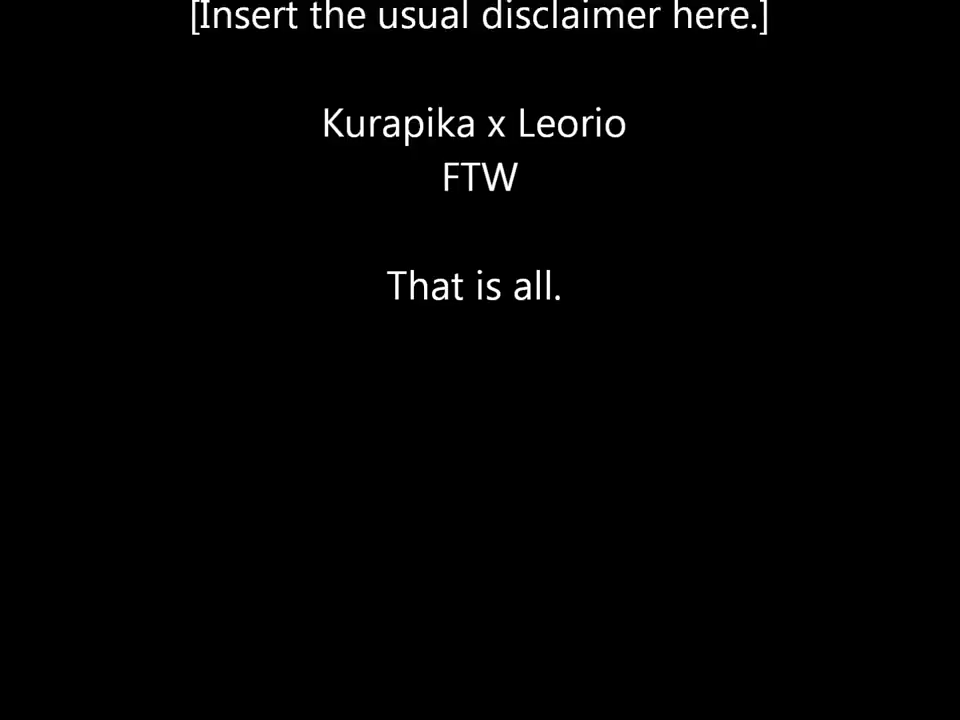 [Insert the usual disclaimer here.]
Kurapika x Leorio
FTW
That is all.